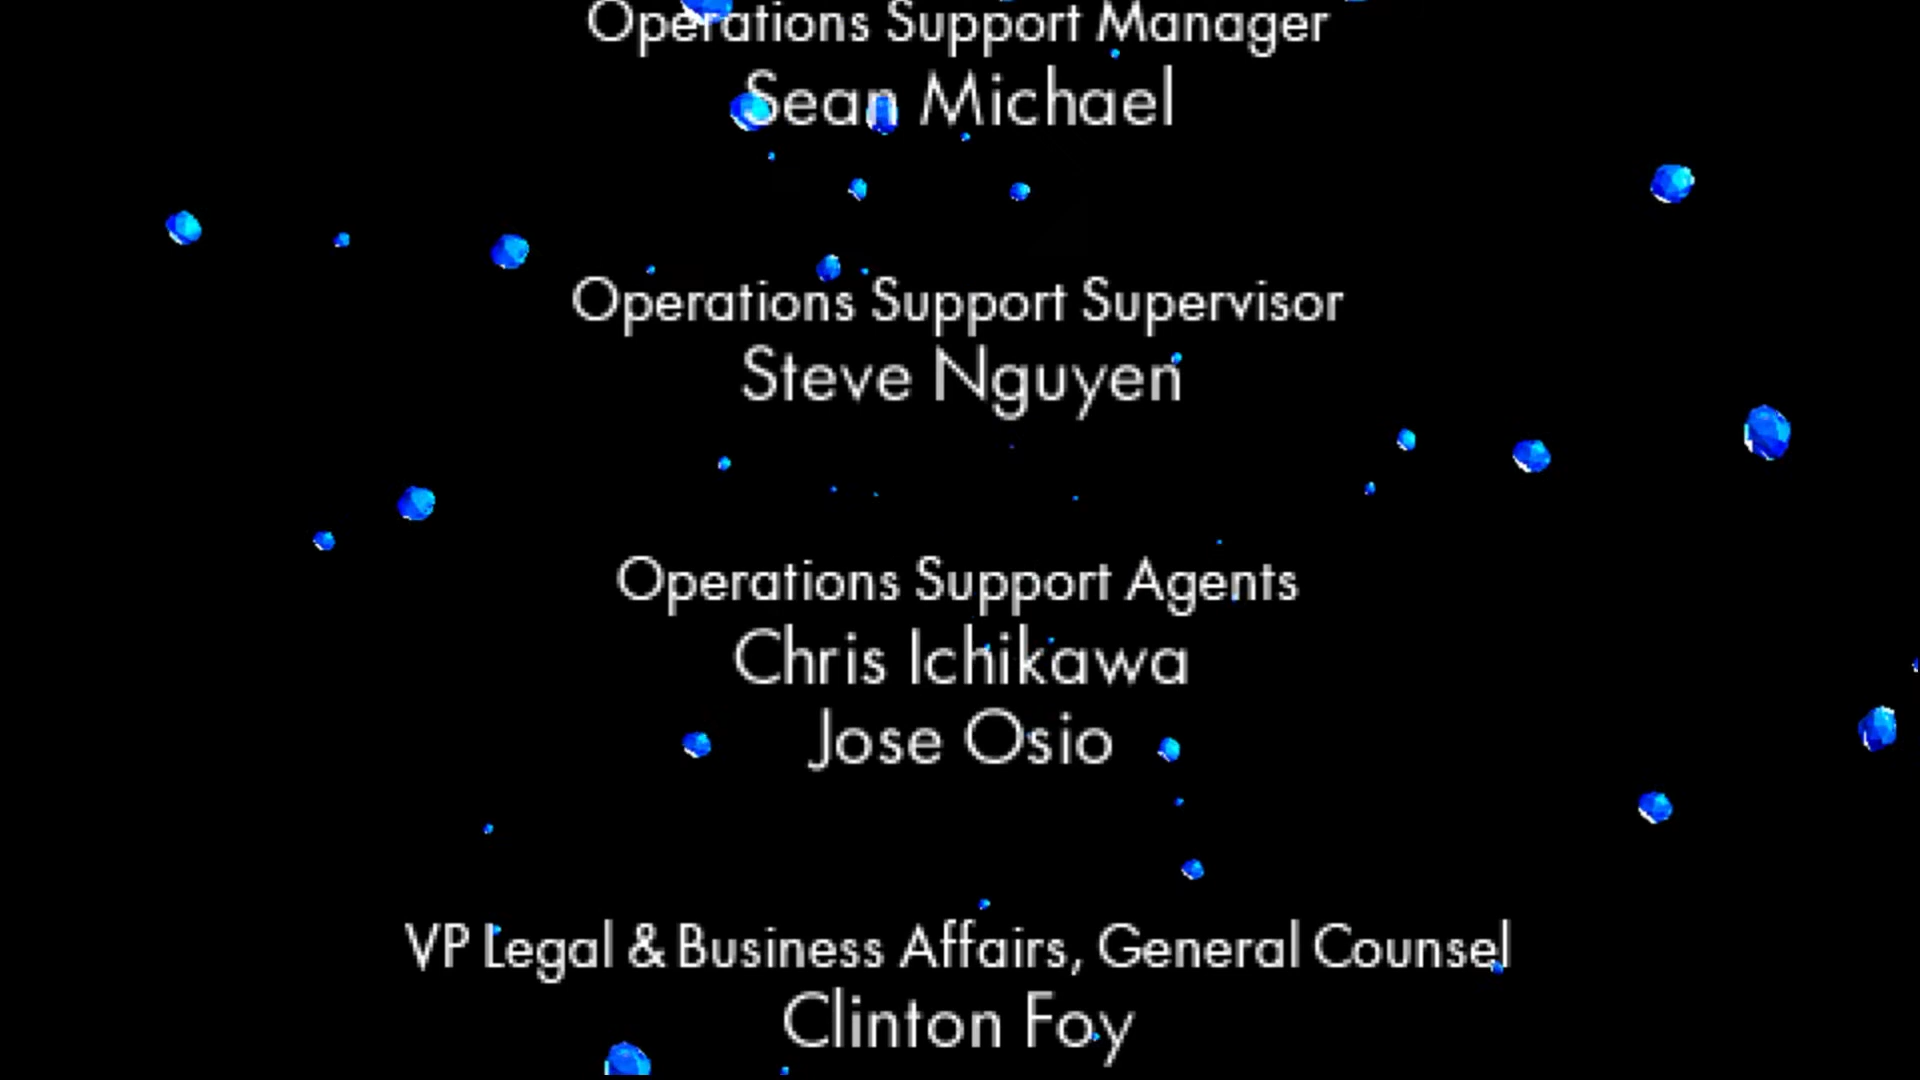 Operations Support Manager
Sean Michael
Operations Support Supervisor
Steve Nguyen
Operations Support Agents
Chris Ichikawa
Jose Osio
VP Legal & Business Affairs, General Counsel
Clinton Foy